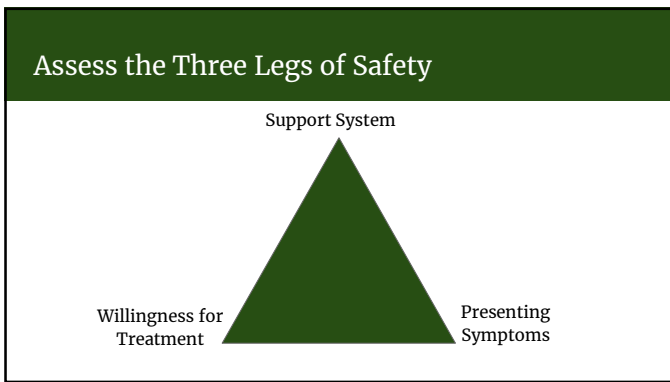 Assess the Three Legs of Safety
Support System
Willingness for
Treatment
Presenting
Symptoms